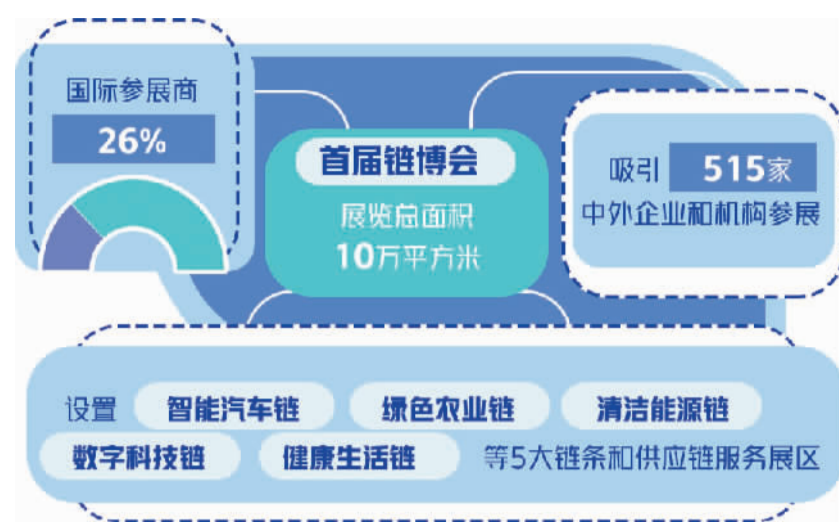 国际参展商
26%
首届链博会
展览总面积
10万平方米
吸引 515家
中外企业和机构参展
设置 智能汽车链 绿色农业链 清洁能源链
数字科技链 健康生活链 等5大链条和供应链服务展区